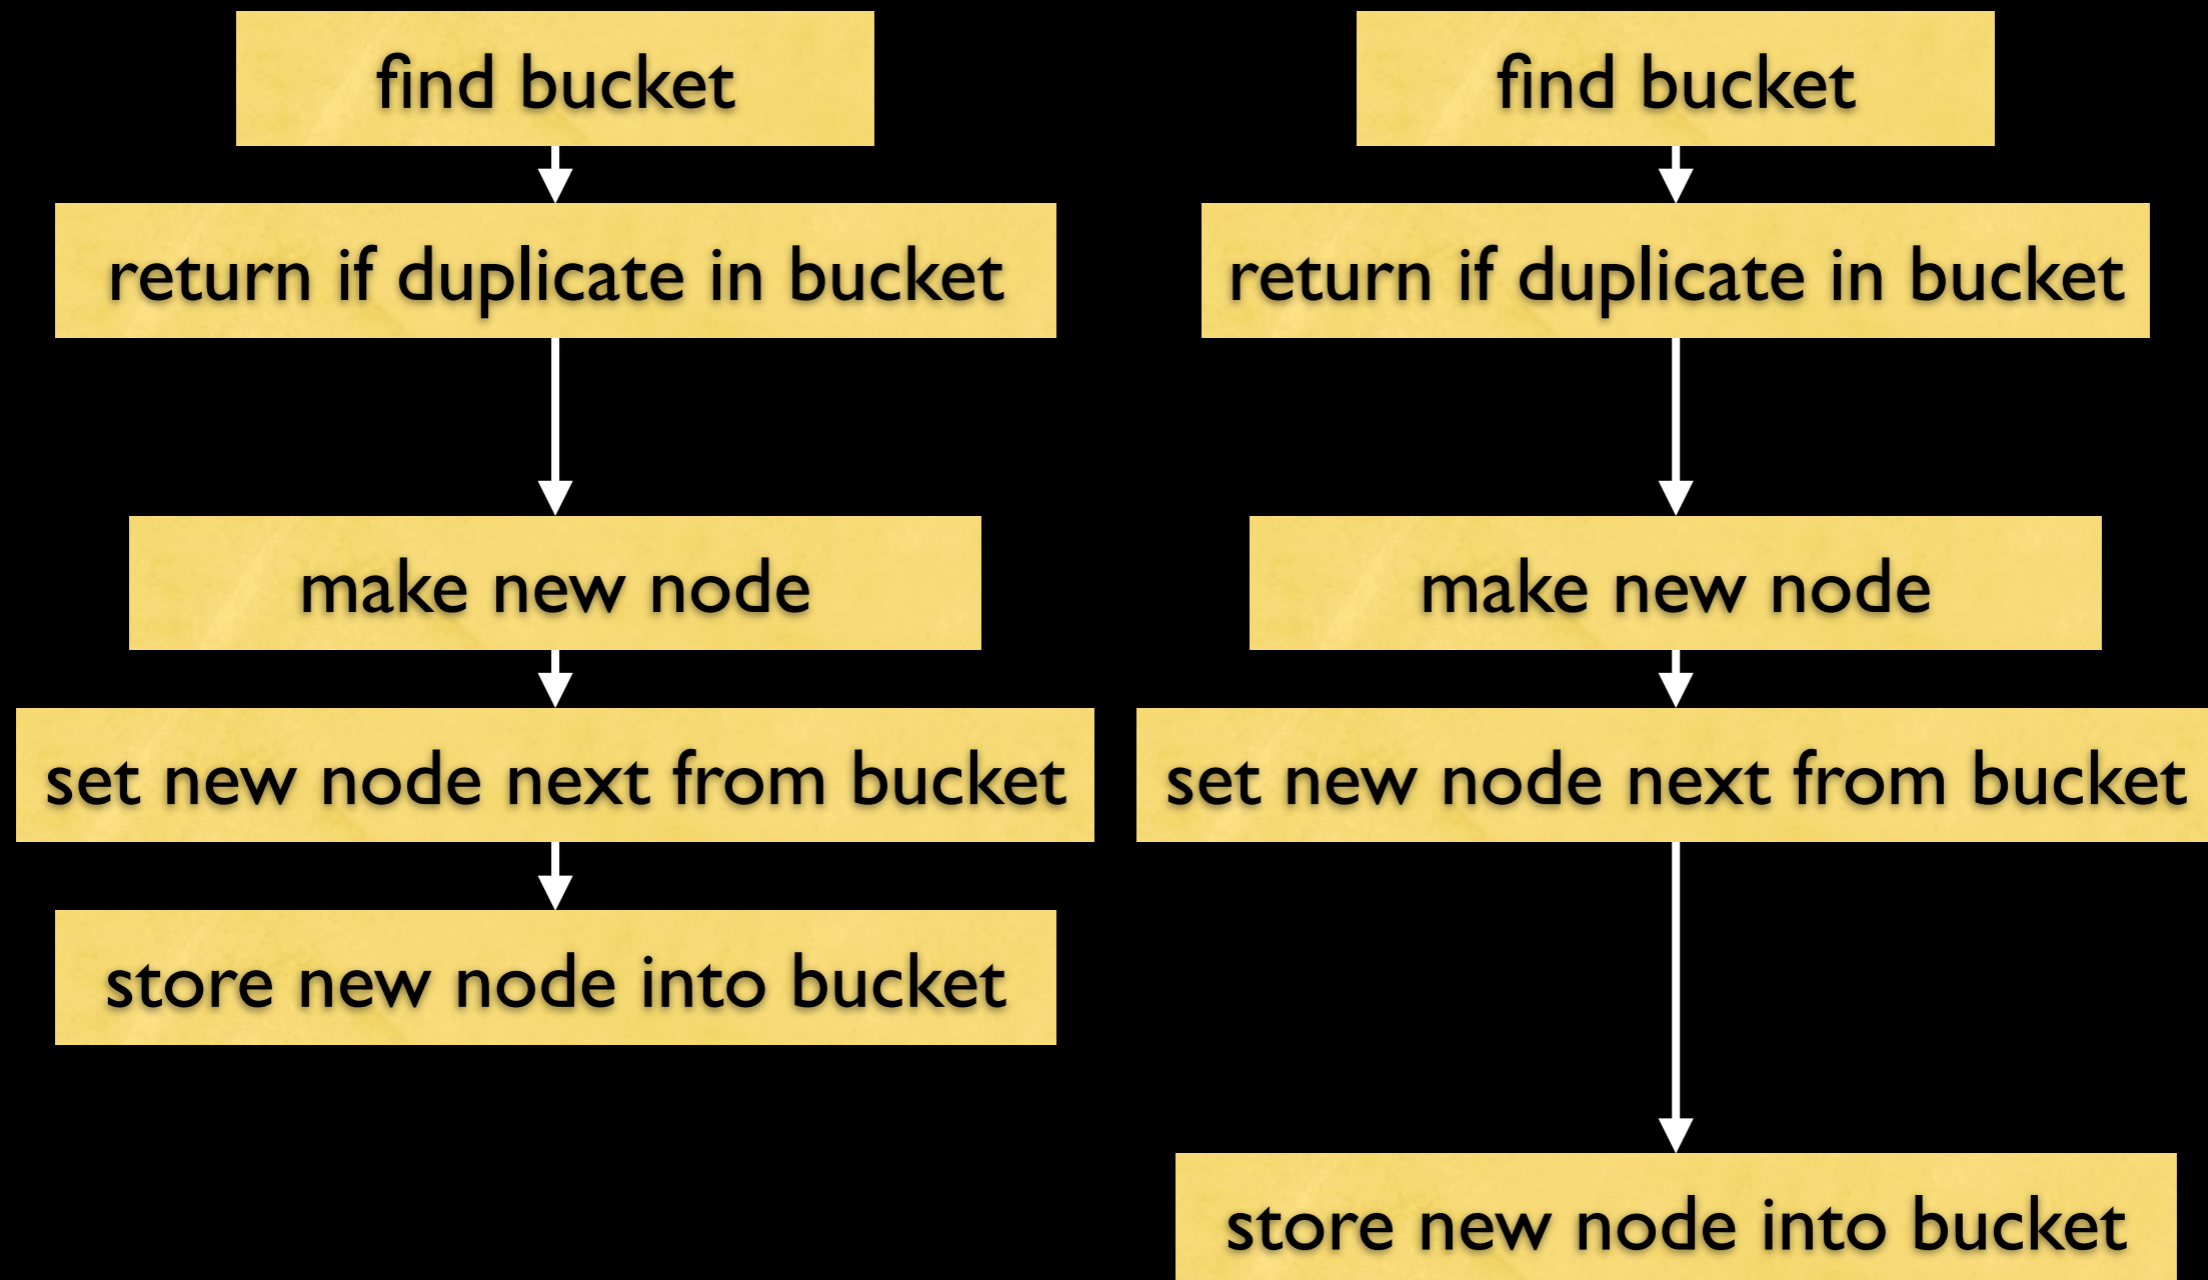 find bucket
return if duplicate in bucket
make new node
set new node next from bucket
store new node into bucket
find bucket
return if duplicate in bucket
make new node
set new node next from bucket
store new node into bucket